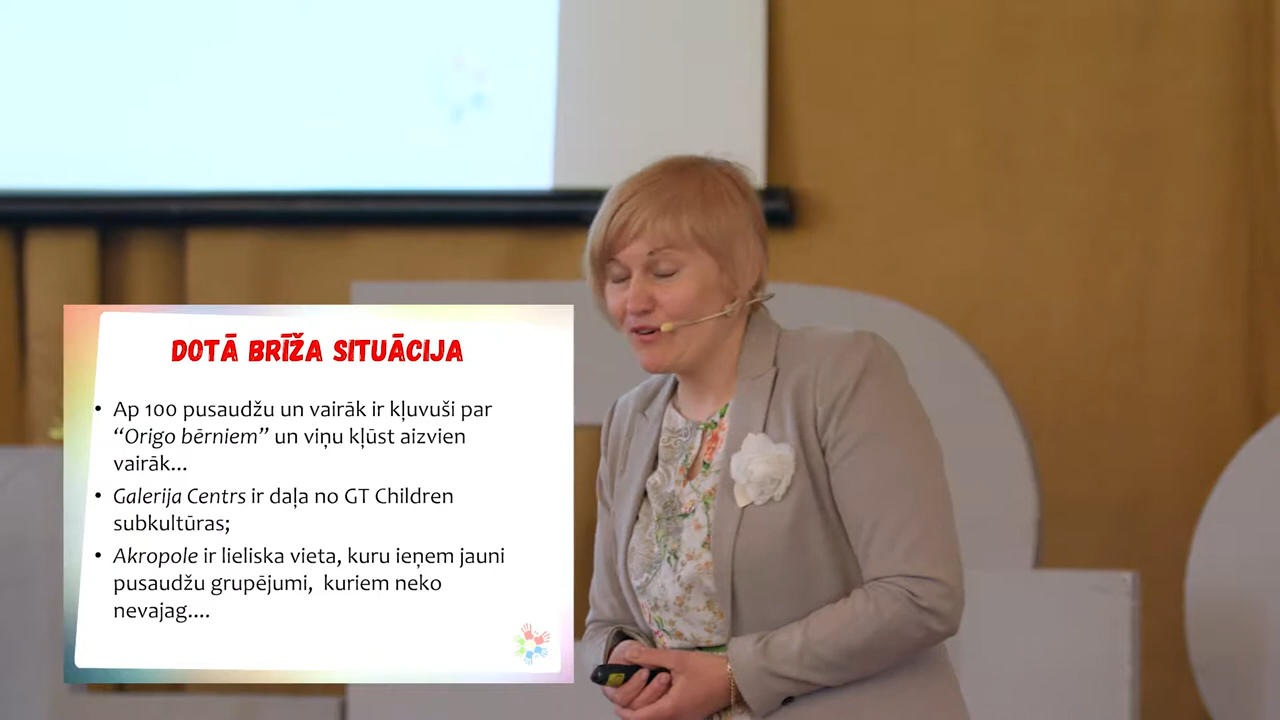 DOTĀ BRĪŽA SITUĀCIJA
• Ap 100 pusaudžu un vairāk ir kļuvuši par
“Origo bērniem” un viņu kļūst aizvien
vairāk...
• Galerija Centrs ir daļa no GT Children
subkultūras;
• Akropole ir lieliska vieta, kuru ieņem jauni
pusaudžu grupējumi, kuriem neko
nevajag....